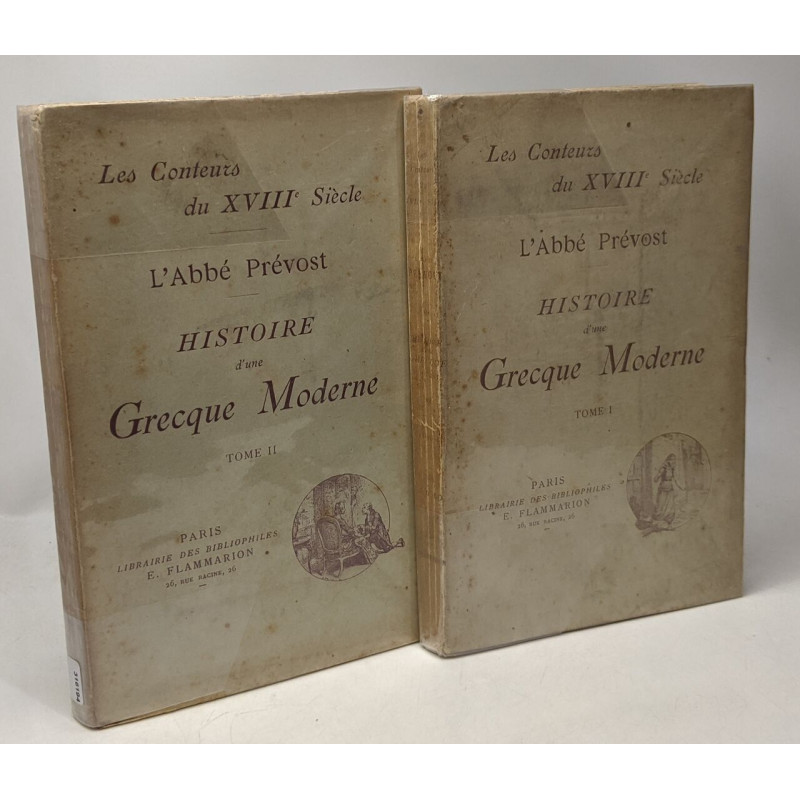 Les Conteurs
du XVIIIe Siècle
L'Abbé Prévost
HISTOIRE
d'une
Grecque Moderne
TOME II
PARIS
LIBRAIRIE DES BIBLIOPHILES
E. FLAMMARION
26, RUE RACINE, 26
Les Conteurs
du XVIIIe Siècle
L'Abbé Prévost
HISTOIRE
d'une
Grecque Moderne
TOME I
PARIS
LIBRAIRIE DES BIBLIOPHILES
E. FLAMMARION
26, RUE RACINE, 26